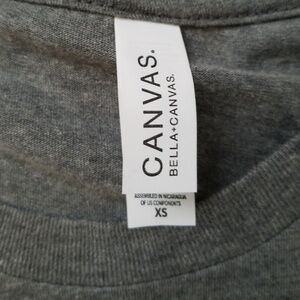 CANVAS.
BELLA+CANVAS.
ASSEMBLED IN NICARAGUA
OF US COMPONENTS
XS